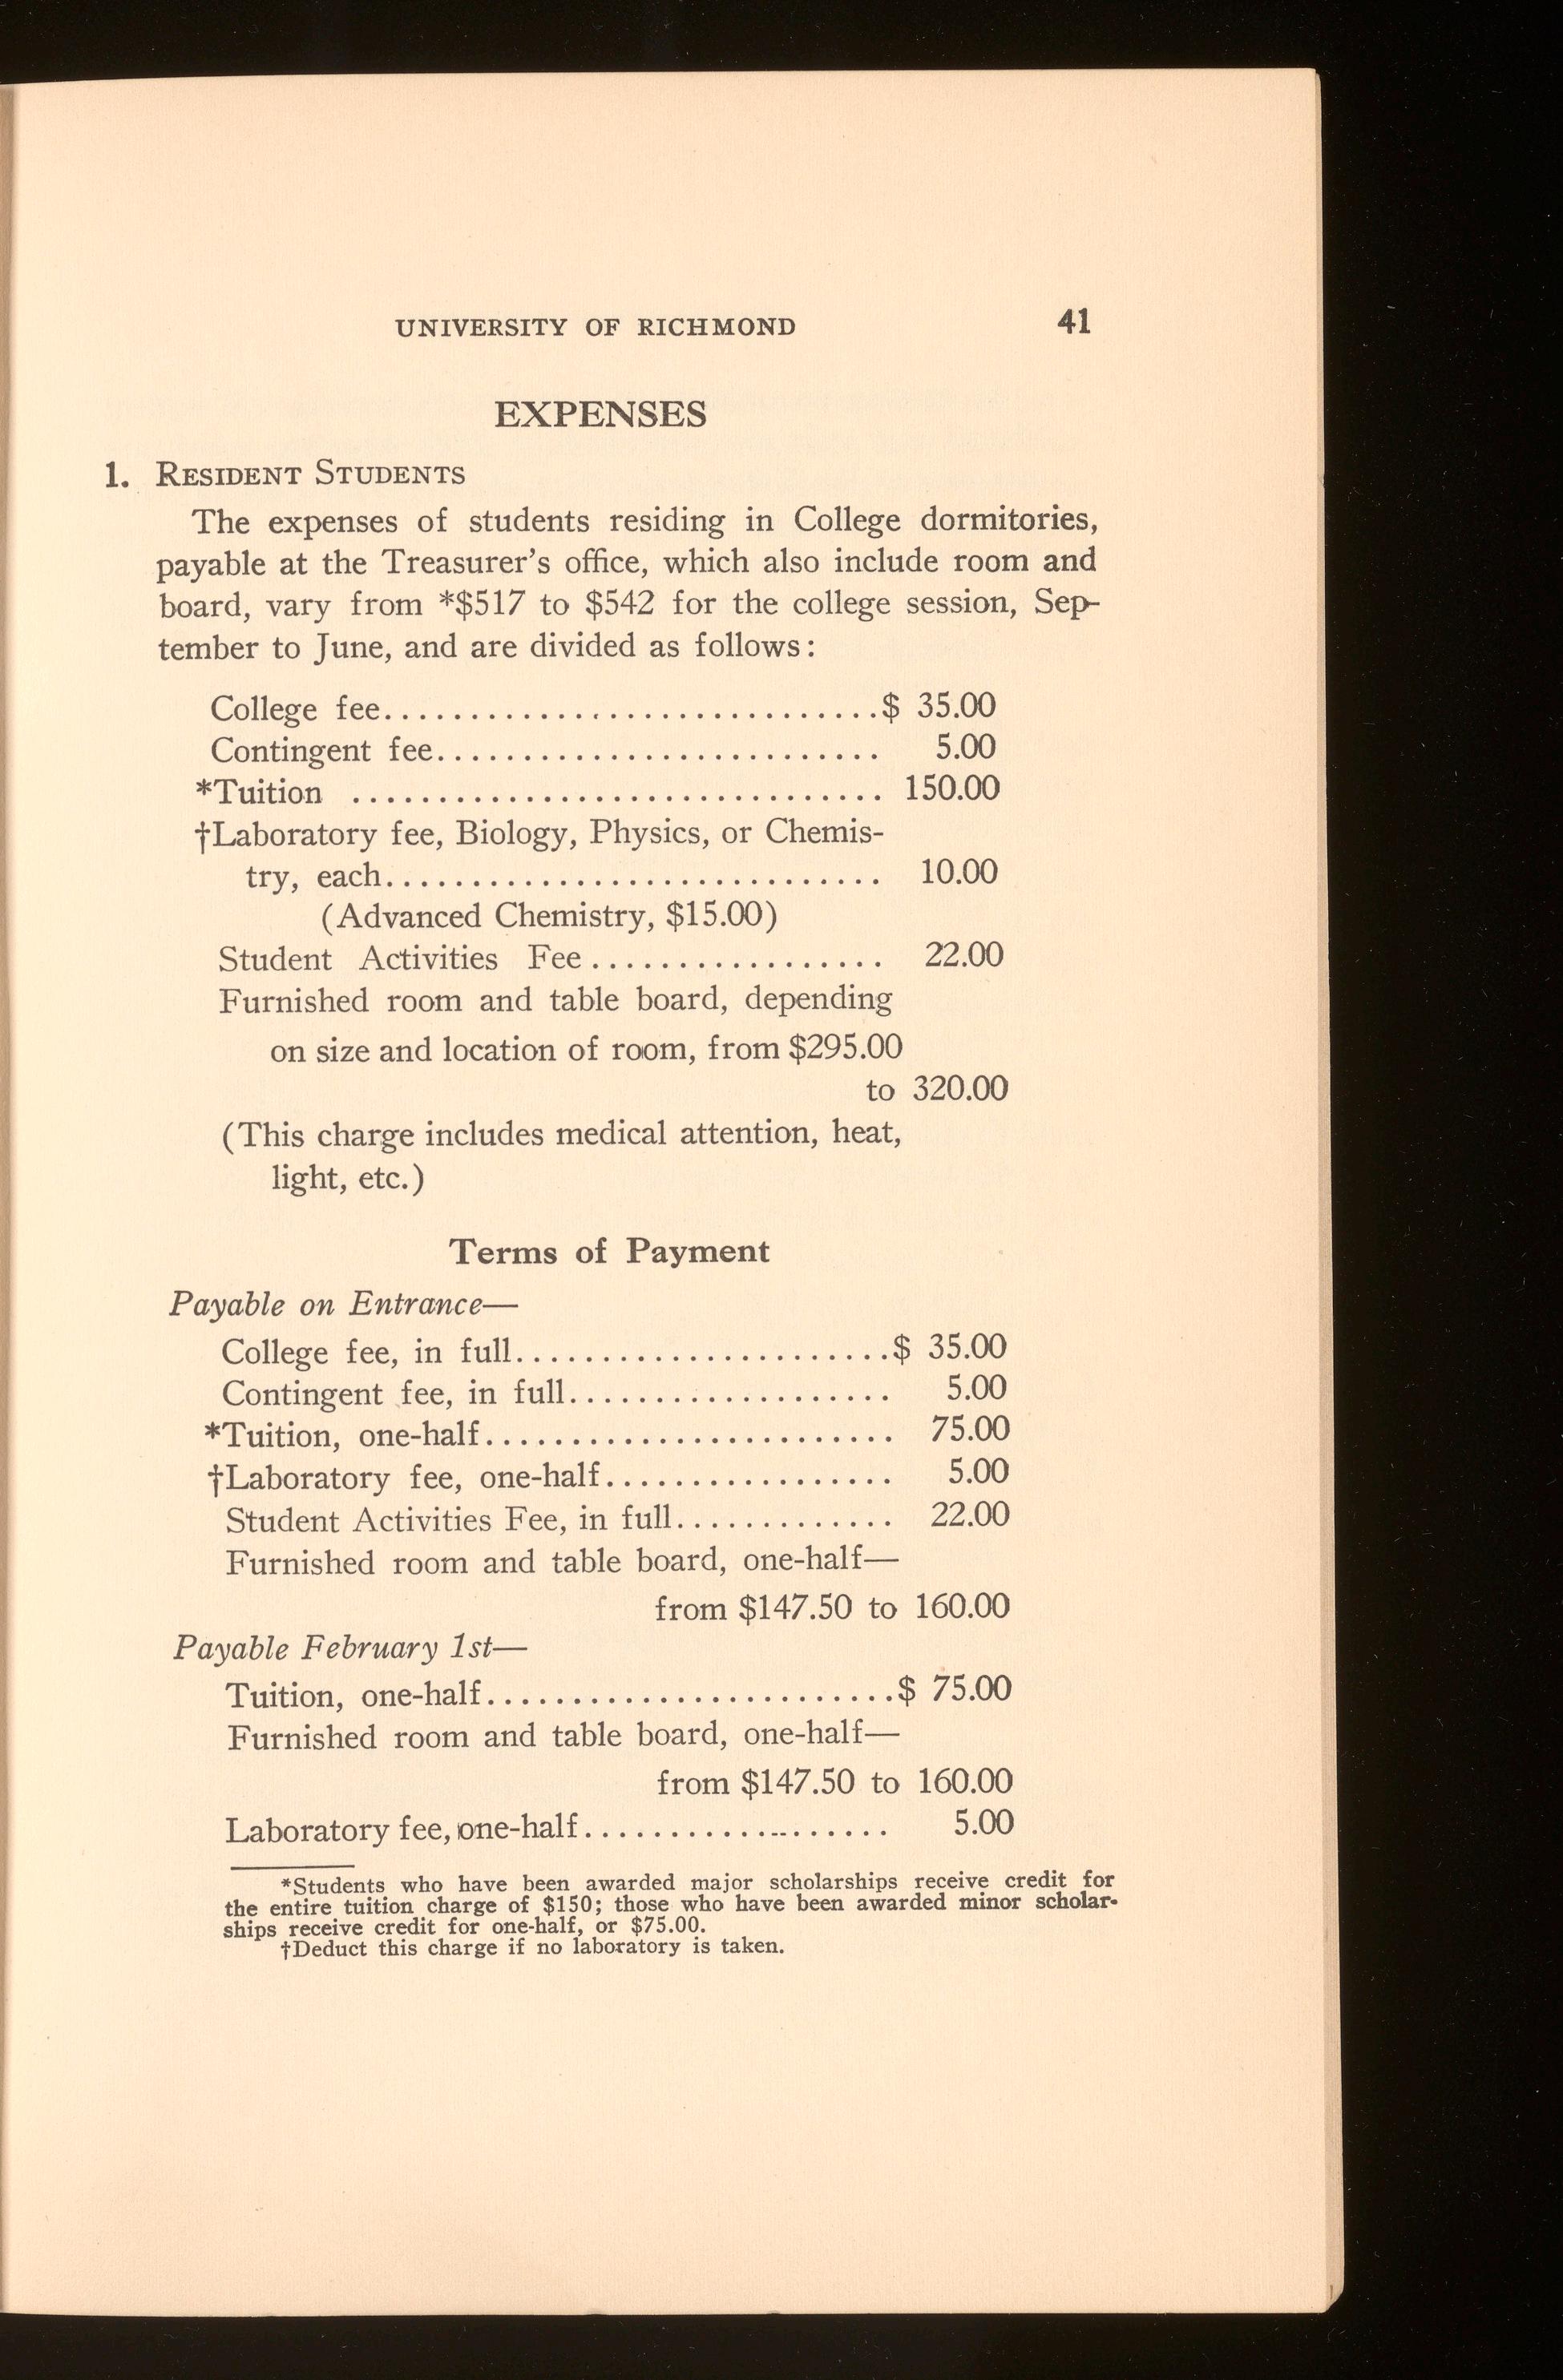 UNIVERSITY OF RICHMOND 41
EXPENSES
1. RESIDENT STUDENTS
The expenses of students residing in College dormitories,
payable at the Treasurer's office, which also include room and
board, vary from *$517 to $542 for the college session, Sep-
tember to June, and are divided as follows:
College fee..............................$ 35.00
Contingent fee.......................... 5.00
*Tuition ............................... 150.00
†Laboratory fee, Biology, Physics, or Chemis-
try, each............................. 10.00
(Advanced Chemistry, $15.00)
Student Activities Fee................. 22.00
Furnished room and table board, depending
on size and location of room, from $295.00
to 320.00
(This charge includes medical attention, heat,
light, etc.)
Terms of Payment
Payable on Entrance—
College fee, in full......................$ 35.00
Contingent fee, in full................... 5.00
*Tuition, one-half........................ 75.00
†Laboratory fee, one-half................. 5.00
Student Activities Fee, in full............. 22.00
Furnished room and table board, one-half—
from $147.50 to 160.00
Payable February 1st—
Tuition, one-half........................$ 75.00
Furnished room and table board, one-half—
from $147.50 to 160.00
Laboratory fee, one-half.................. 5.00
*Students who have been awarded major scholarships receive credit for
the entire tuition charge of $150; those who have been awarded minor scholar-
ships receive credit for one-half, or $75.00.
†Deduct this charge if no laboratory is taken.